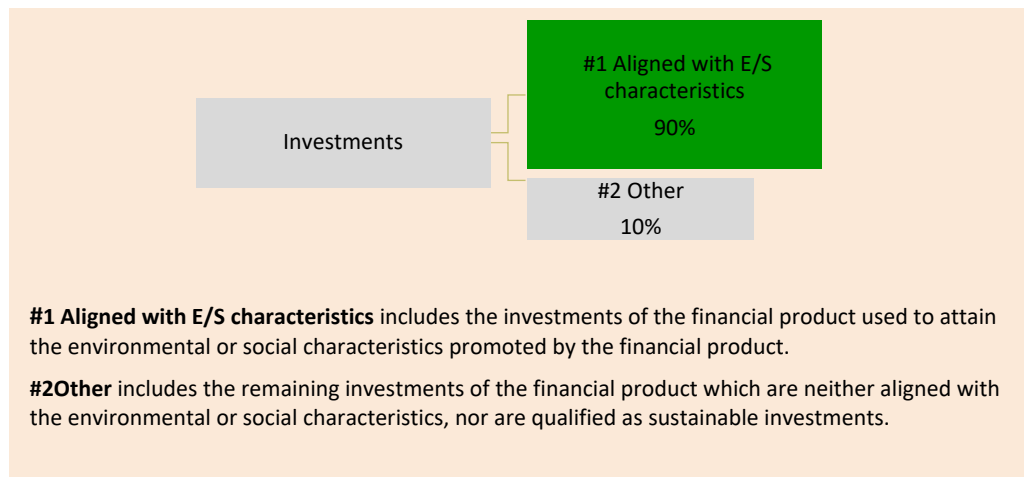 #1 Aligned with E/S
characteristics
90%
Investments
#2 Other
10%
#1 Aligned with E/S characteristics includes the investments of the financial product used to attain
the environmental or social characteristics promoted by the financial product.
#2Other includes the remaining investments of the financial product which are neither aligned with
the environmental or social characteristics, nor are qualified as sustainable investments.